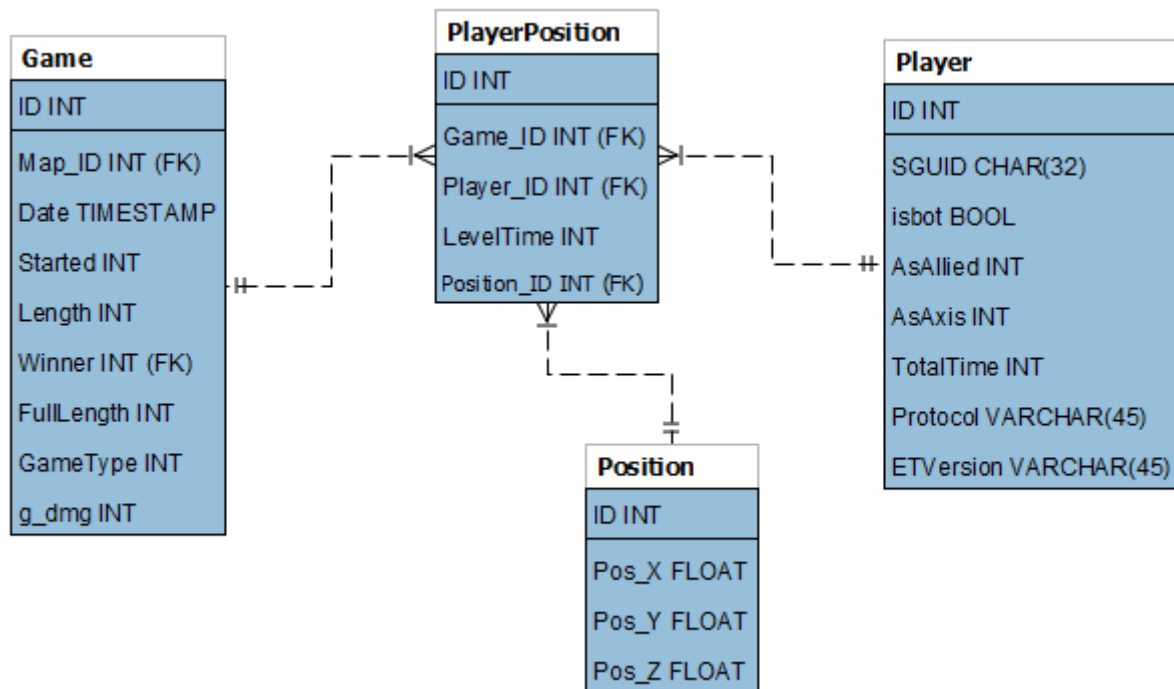 Game
ID INT
Map_ID INT (FK)
Date TIMESTAMP
Started INT
Length INT
Winner INT (FK)
FullLength INT
GameType INT
g_dmg INT
PlayerPosition
ID INT
Game_ID INT (FK)
Player_ID INT (FK)
LevelTime INT
Position_ID INT (FK)
Player
ID INT
SGUID CHAR(32)
isbot BOOL
AsAllied INT
AsAxis INT
TotalTime INT
Protocol VARCHAR(45)
ETVersion VARCHAR(45)
Position
ID INT
Pos_X FLOAT
Pos_Y FLOAT
Pos_Z FLOAT